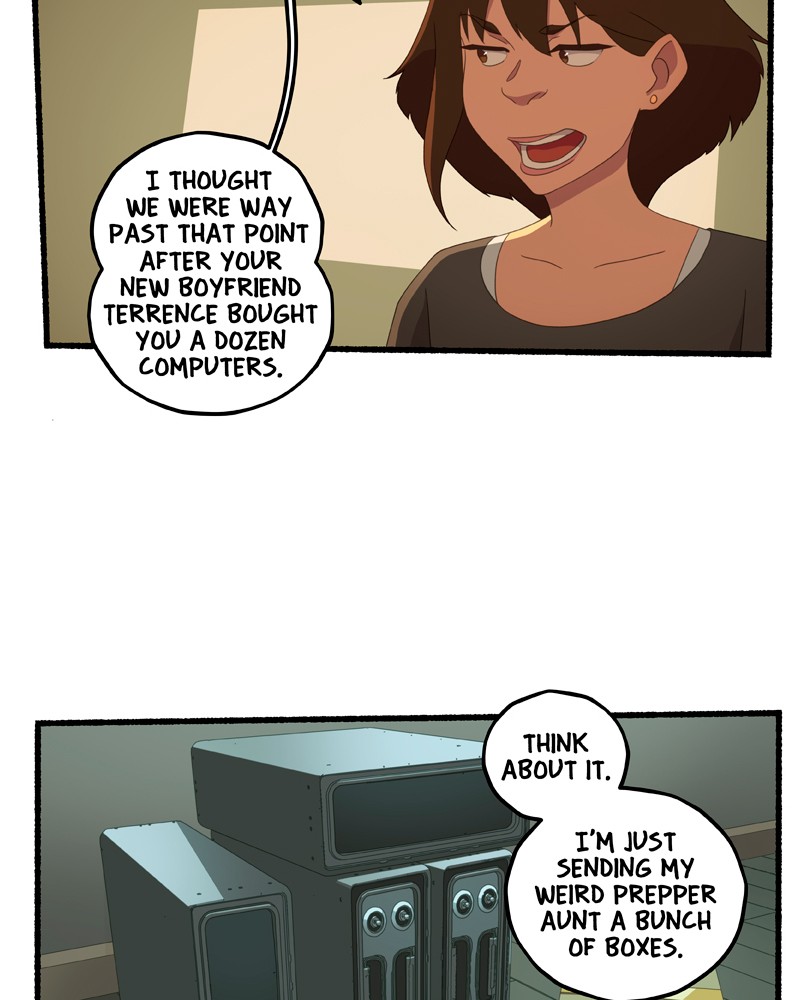 I THOUGHT
WE WERE WAY
PAST THAT POINT
AFTER YOUR
NEW BOYFRIEND
TERRENCE BOUGHT
YOU A DOZEN
COMPUTERS.
THINK
ABOUT IT.
I'M JUST
SENDING MY
WEIRD PREPPER
AUNT A BUNCH
OF BOXES.